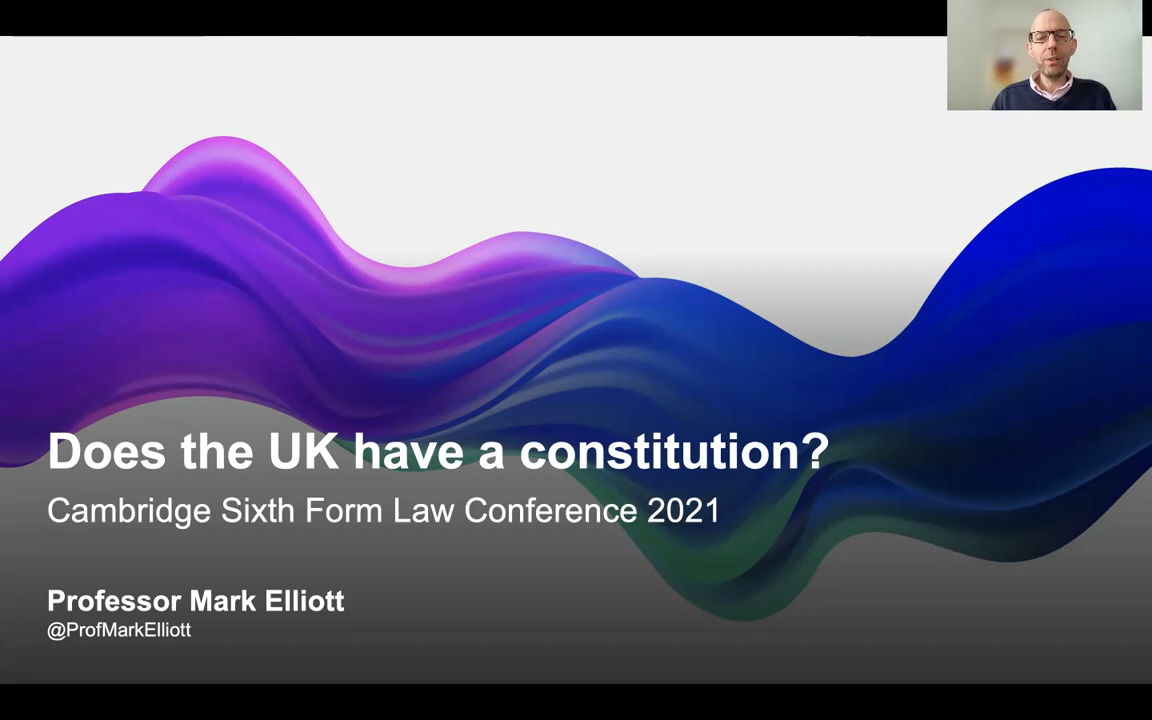 Does the UK have a constitution?
Cambridge Sixth Form Law Conference 2021
Professor Mark Elliott
@ProfMarkElliott